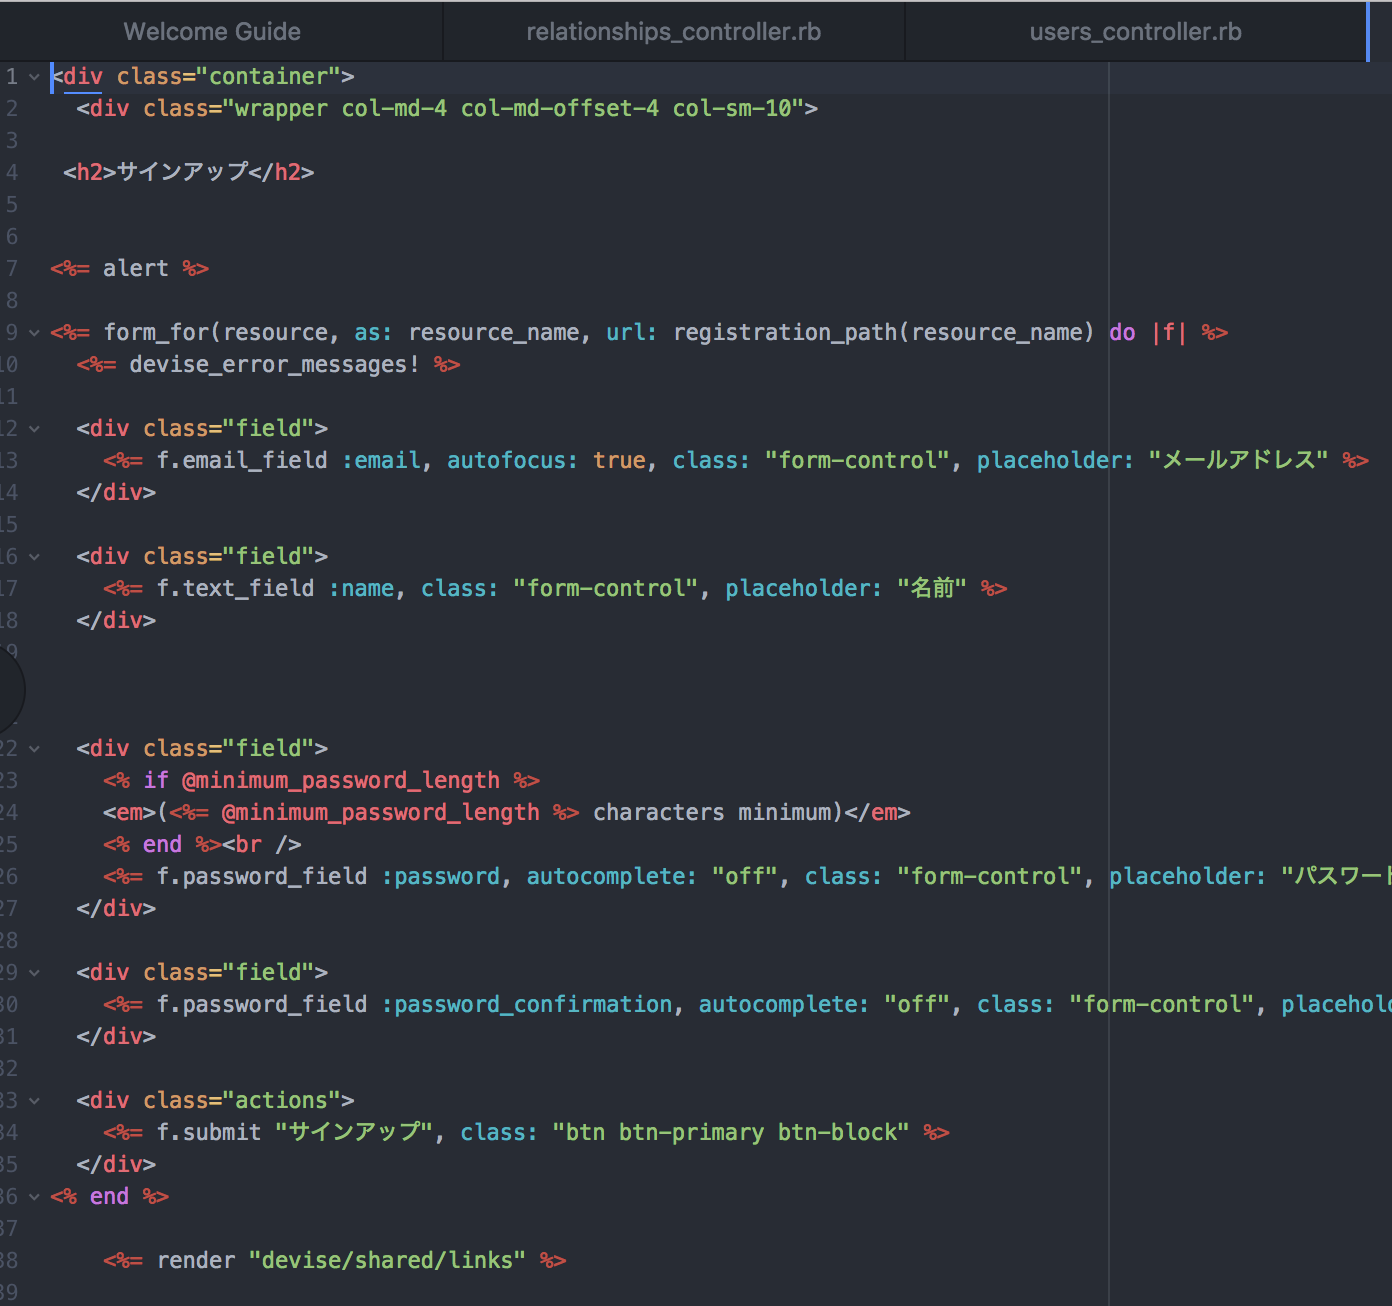 Welcome Guide
relationships_controller.rb
users_controller.rb
1 <div class="container">
2 <div class="wrapper col-md-4 col-md-offset-4 col-sm-10">
3
4 <h2>サインアップ</h2>
5
6
7 <%= alert %>
8
9 <%= form_for(resource, as: resource_name, url: registration_path(resource_name) do |f| %>
10 <%= devise_error_messages! %>
11
12 <div class="field">
13 <%= f.email_field :email, autofocus: true, class: "form-control", placeholder: "メールアドレス" %>
14 </div>
15
16 <div class="field">
17 <%= f.text_field :name, class: "form-control", placeholder: "名前" %>
18 </div>
19
22 <div class="field">
23 <% if @minimum_password_length %>
24 <em>(<%= @minimum_password_length %> characters minimum)</em>
25 <% end %><br />
26 <%= f.password_field :password, autocomplete: "off", class: "form-control", placeholder: "パスワート
27 </div>
28
29 <div class="field">
30 <%= f.password_field :password_confirmation, autocomplete: "off", class: "form-control", placehold
31 </div>
32
33 <div class="actions">
34 <%= f.submit "サインアップ", class: "btn btn-primary btn-block" %>
35 </div>
36 <% end %>
37
38 <%= render "devise/shared/links" %>
39